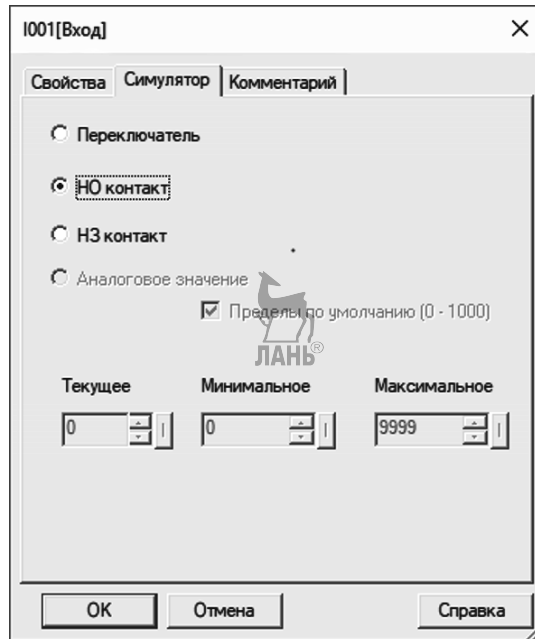 I001[Вход]
Свойства Симулятор Комментарий
Переключатель
НО контакт
НЗ контакт
Аналоговое значение
Пределы по умолчанию (0 - 1000)
ЛАНЬ®
Текущее Минимальное Максимальное
0 0 9999
OK Отмена Справка